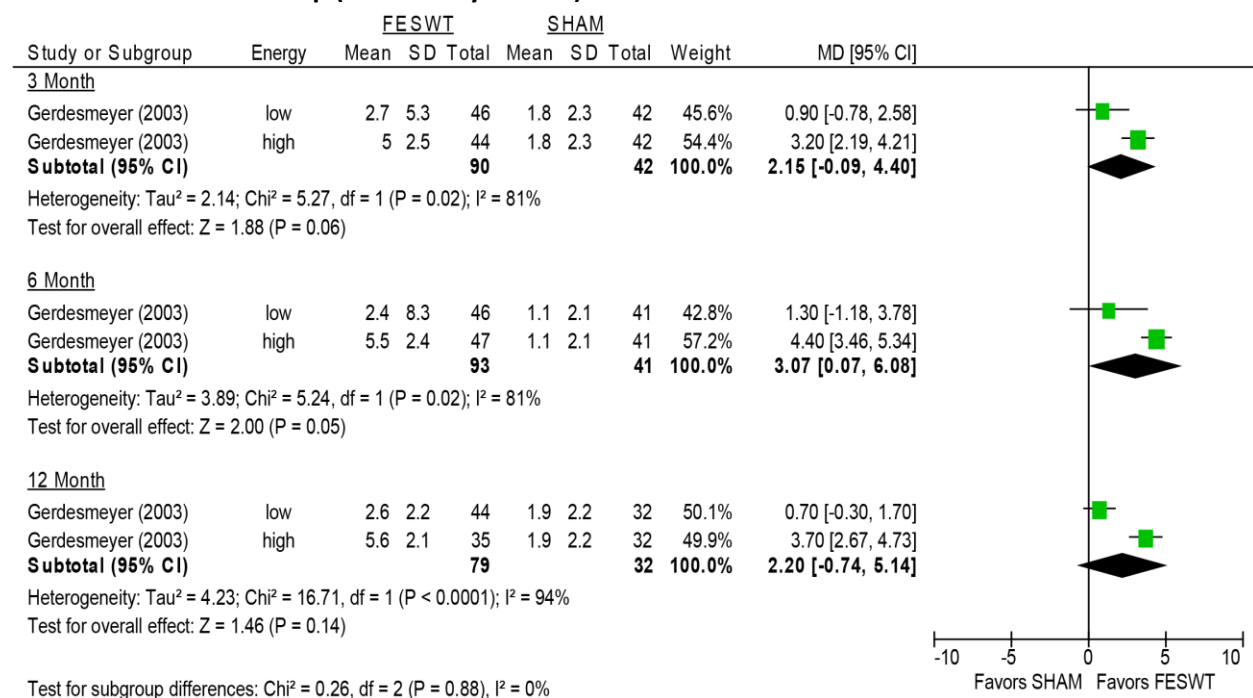 FESWT SHAM
Study or Subgroup Energy Mean SD Total Mean SD Total Weight MD [95% CI]
3 Month
Gerdesmeyer (2003) low 2.7 5.3 46 1.8 2.3 42 45.6% 0.90 [-0.78, 2.58]
Gerdesmeyer (2003) high 5 2.5 44 1.8 2.3 42 54.4% 3.20 [2.19, 4.21]
Subtotal (95% CI) 90 42 100.0% 2.15 [-0.09, 4.40]
Heterogeneity: Tau² = 2.14; Chi² = 5.27, df = 1 (P = 0.02); I² = 81%
Test for overall effect: Z = 1.88 (P = 0.06)
6 Month
Gerdesmeyer (2003) low 2.4 8.3 46 1.1 2.1 41 42.8% 1.30 [-1.18, 3.78]
Gerdesmeyer (2003) high 5.5 2.4 47 1.1 2.1 41 57.2% 4.40 [3.46, 5.34]
Subtotal (95% CI) 93 41 100.0% 3.07 [0.07, 6.08]
Heterogeneity: Tau² = 3.89; Chi² = 5.24, df = 1 (P = 0.02); I² = 81%
Test for overall effect: Z = 2.00 (P = 0.05)
12 Month
Gerdesmeyer (2003) low 2.6 2.2 44 1.9 2.2 32 50.1% 0.70 [-0.30, 1.70]
Gerdesmeyer (2003) high 5.6 2.1 35 1.9 2.2 32 49.9% 3.70 [2.67, 4.73]
Subtotal (95% CI) 79 32 100.0% 2.20 [-0.74, 5.14]
Heterogeneity: Tau² = 4.23; Chi² = 16.71, df = 1 (P < 0.0001); I² = 94%
Test for overall effect: Z = 1.46 (P = 0.14)
-10 -5 0 5 10
Favors SHAM Favors FESWT
Test for subgroup differences: Chi² = 0.26, df = 2 (P = 0.88), I² = 0%